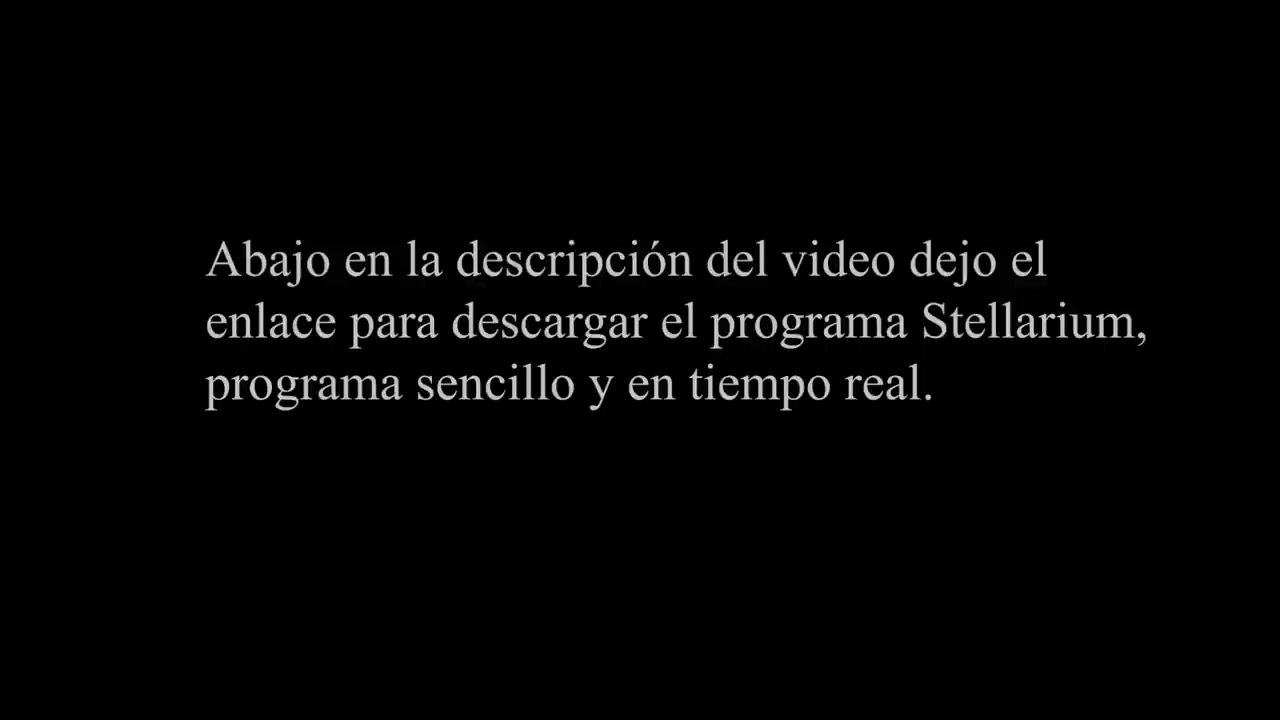 Abajo en la descripción del video dejo el
enlace para descargar el programa Stellarium,
programa sencillo y en tiempo real.